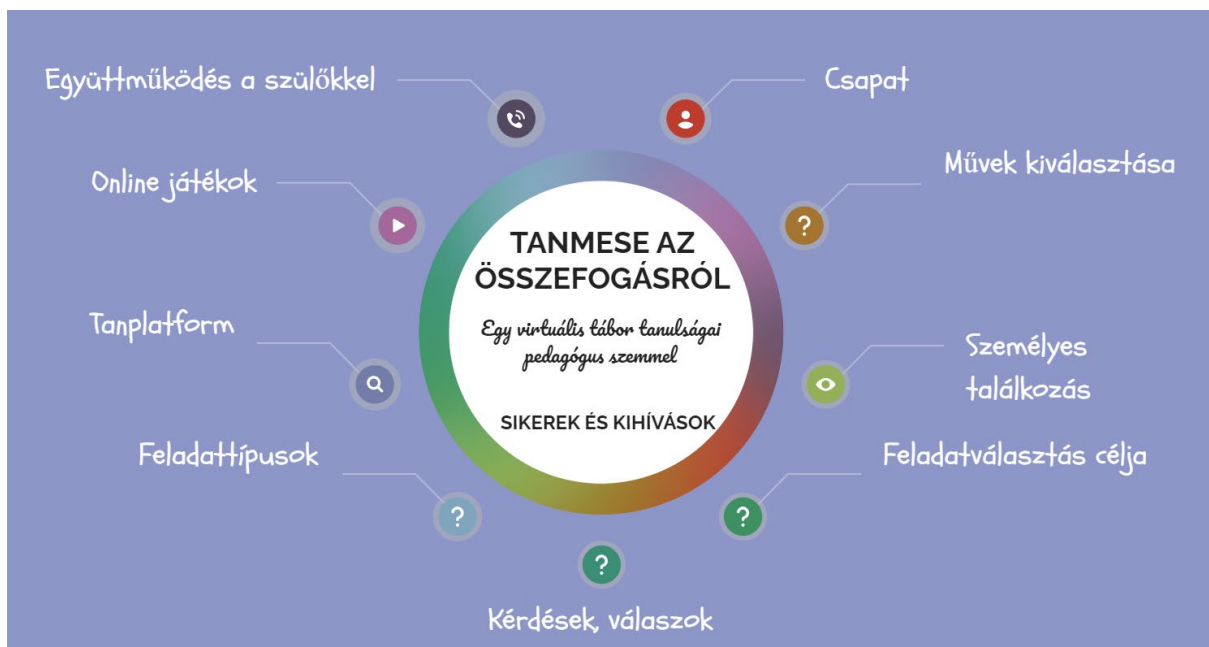 Együttműködés a szülőkkel
Csapat
Művek kiválasztása
Online játékok
TANMESE AZ
ÖSSZEFOGÁSRÓL
Egy virtuális tábor tanulságai
pedagógus szemmel
SIKEREK ÉS KIHÍVÁSOK
Tanplatform
Személyes
találkozás
Feladattípusok
Feladatválasztás célja
Kérdések, válaszok